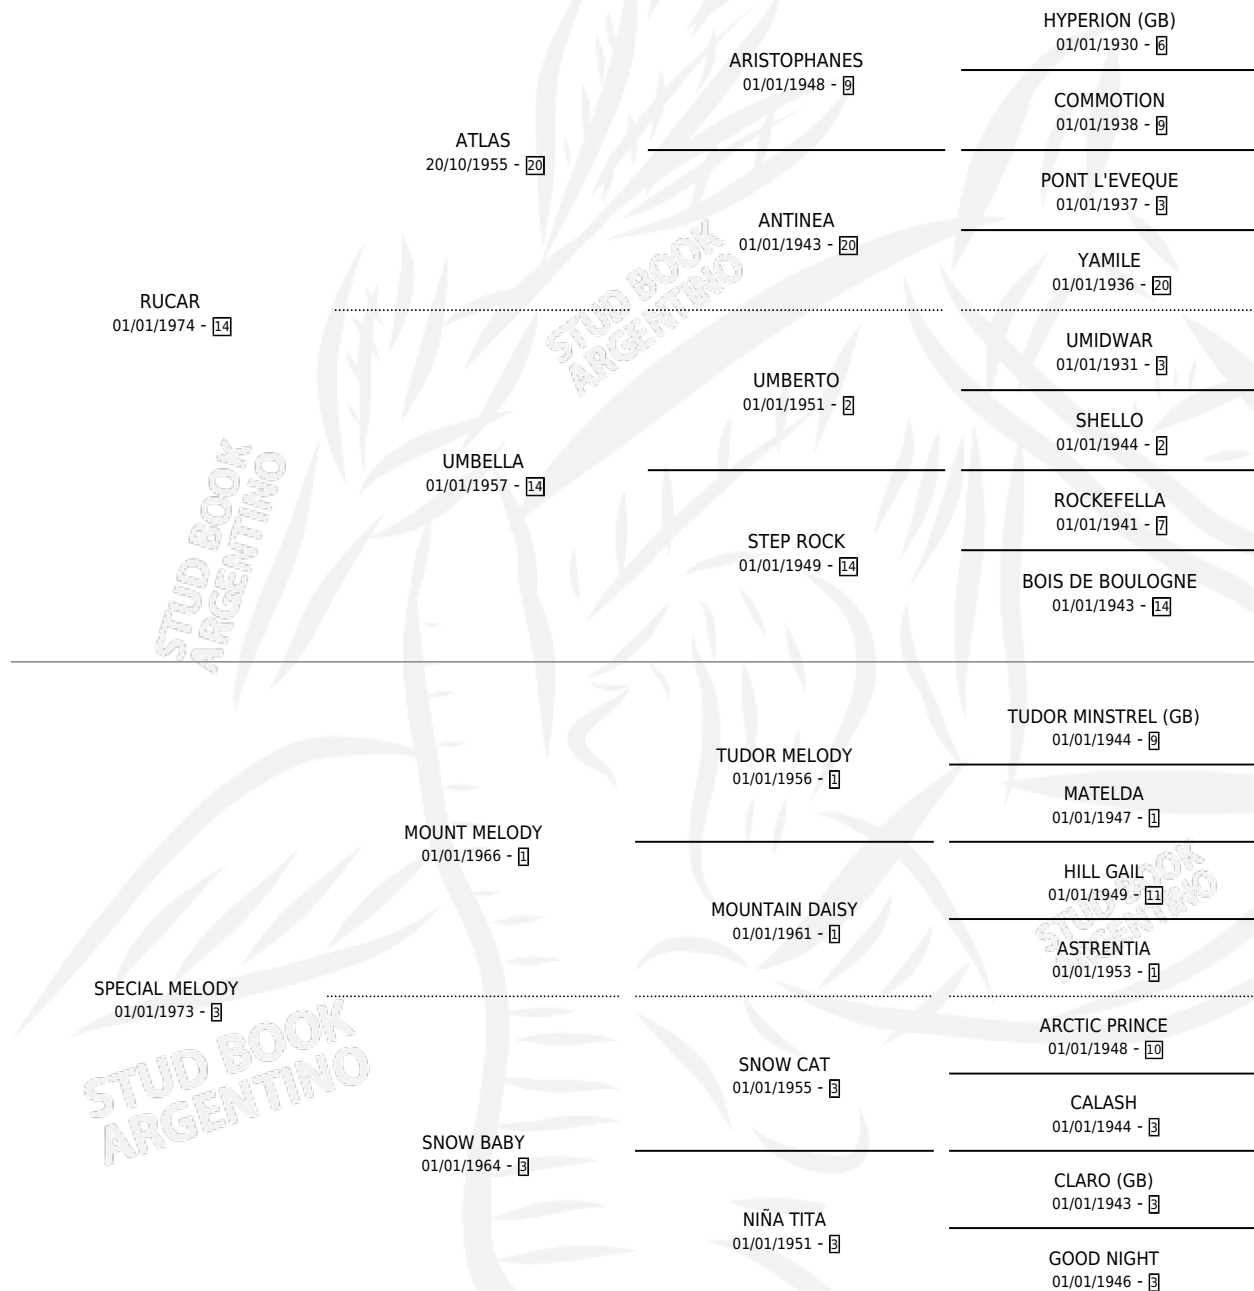 HYPERION (GB)
01/01/1930 - 6
ARISTOPHANES
01/01/1948 - 9
COMMOTION
01/01/1938 - 9
ATLAS
20/10/1955 - 20
PONT L'EVEQUE
01/01/1937 - 3
ANTINEA
01/01/1943 - 20
YAMILE
01/01/1936 - 20
STUD BOOK
ARGENTINO
RUCAR
01/01/1974 - 14
UMIDWAR
01/01/1931 - 3
UMBERTO
01/01/1951 - 2
SHELLO
01/01/1944 - 2
UMBELLA
01/01/1957 - 14
ROCKEFELLA
01/01/1941 - 7
STEP ROCK
01/01/1949 - 14
BOIS DE BOULOGNE
01/01/1943 - 14
STUD BOOK
ARGENTINO
TUDOR MINSTREL (GB)
01/01/1944 - 9
TUDOR MELODY
01/01/1956 - 1
MATELDA
01/01/1947 - 1
MOUNT MELODY
01/01/1966 - 1
HILL GAIL
01/01/1949 - 11
MOUNTAIN DAISY
01/01/1961 - 1
STUD BOOK
ARGENTINO
ASTRENTIA
01/01/1953 - 1
SPECIAL MELODY
01/01/1973 - 3
ARCTIC PRINCE
01/01/1948 - 10
SNOW CAT
01/01/1955 - 3
STUD BOOK
ARGENTINO
CALASH
01/01/1944 - 3
SNOW BABY
01/01/1964 - 3
CLARO (GB)
01/01/1943 - 3
NIÑA TITA
01/01/1951 - 3
GOOD NIGHT
01/01/1946 - 3